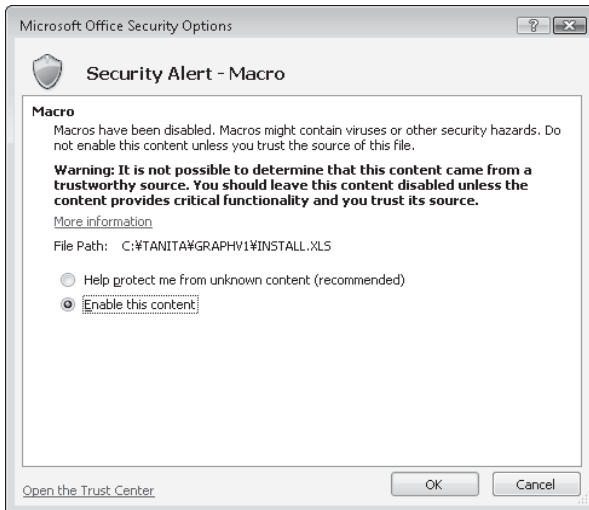 Microsoft Office Security Options
Security Alert - Macro
Macro
Macros have been disabled. Macros might contain viruses or other security hazards. Do
not enable this content unless you trust the source of this file.
Warning: It is not possible to determine that this content came from a
trustworthy source. You should leave this content disabled unless the
content provides critical functionality and you trust its source.
More information
File Path: C:¥TANITA¥GRAPHV1¥INSTALL.XLS
Help protect me from unknown content (recommended)
Enable this content
Open the Trust Center
OK
Cancel